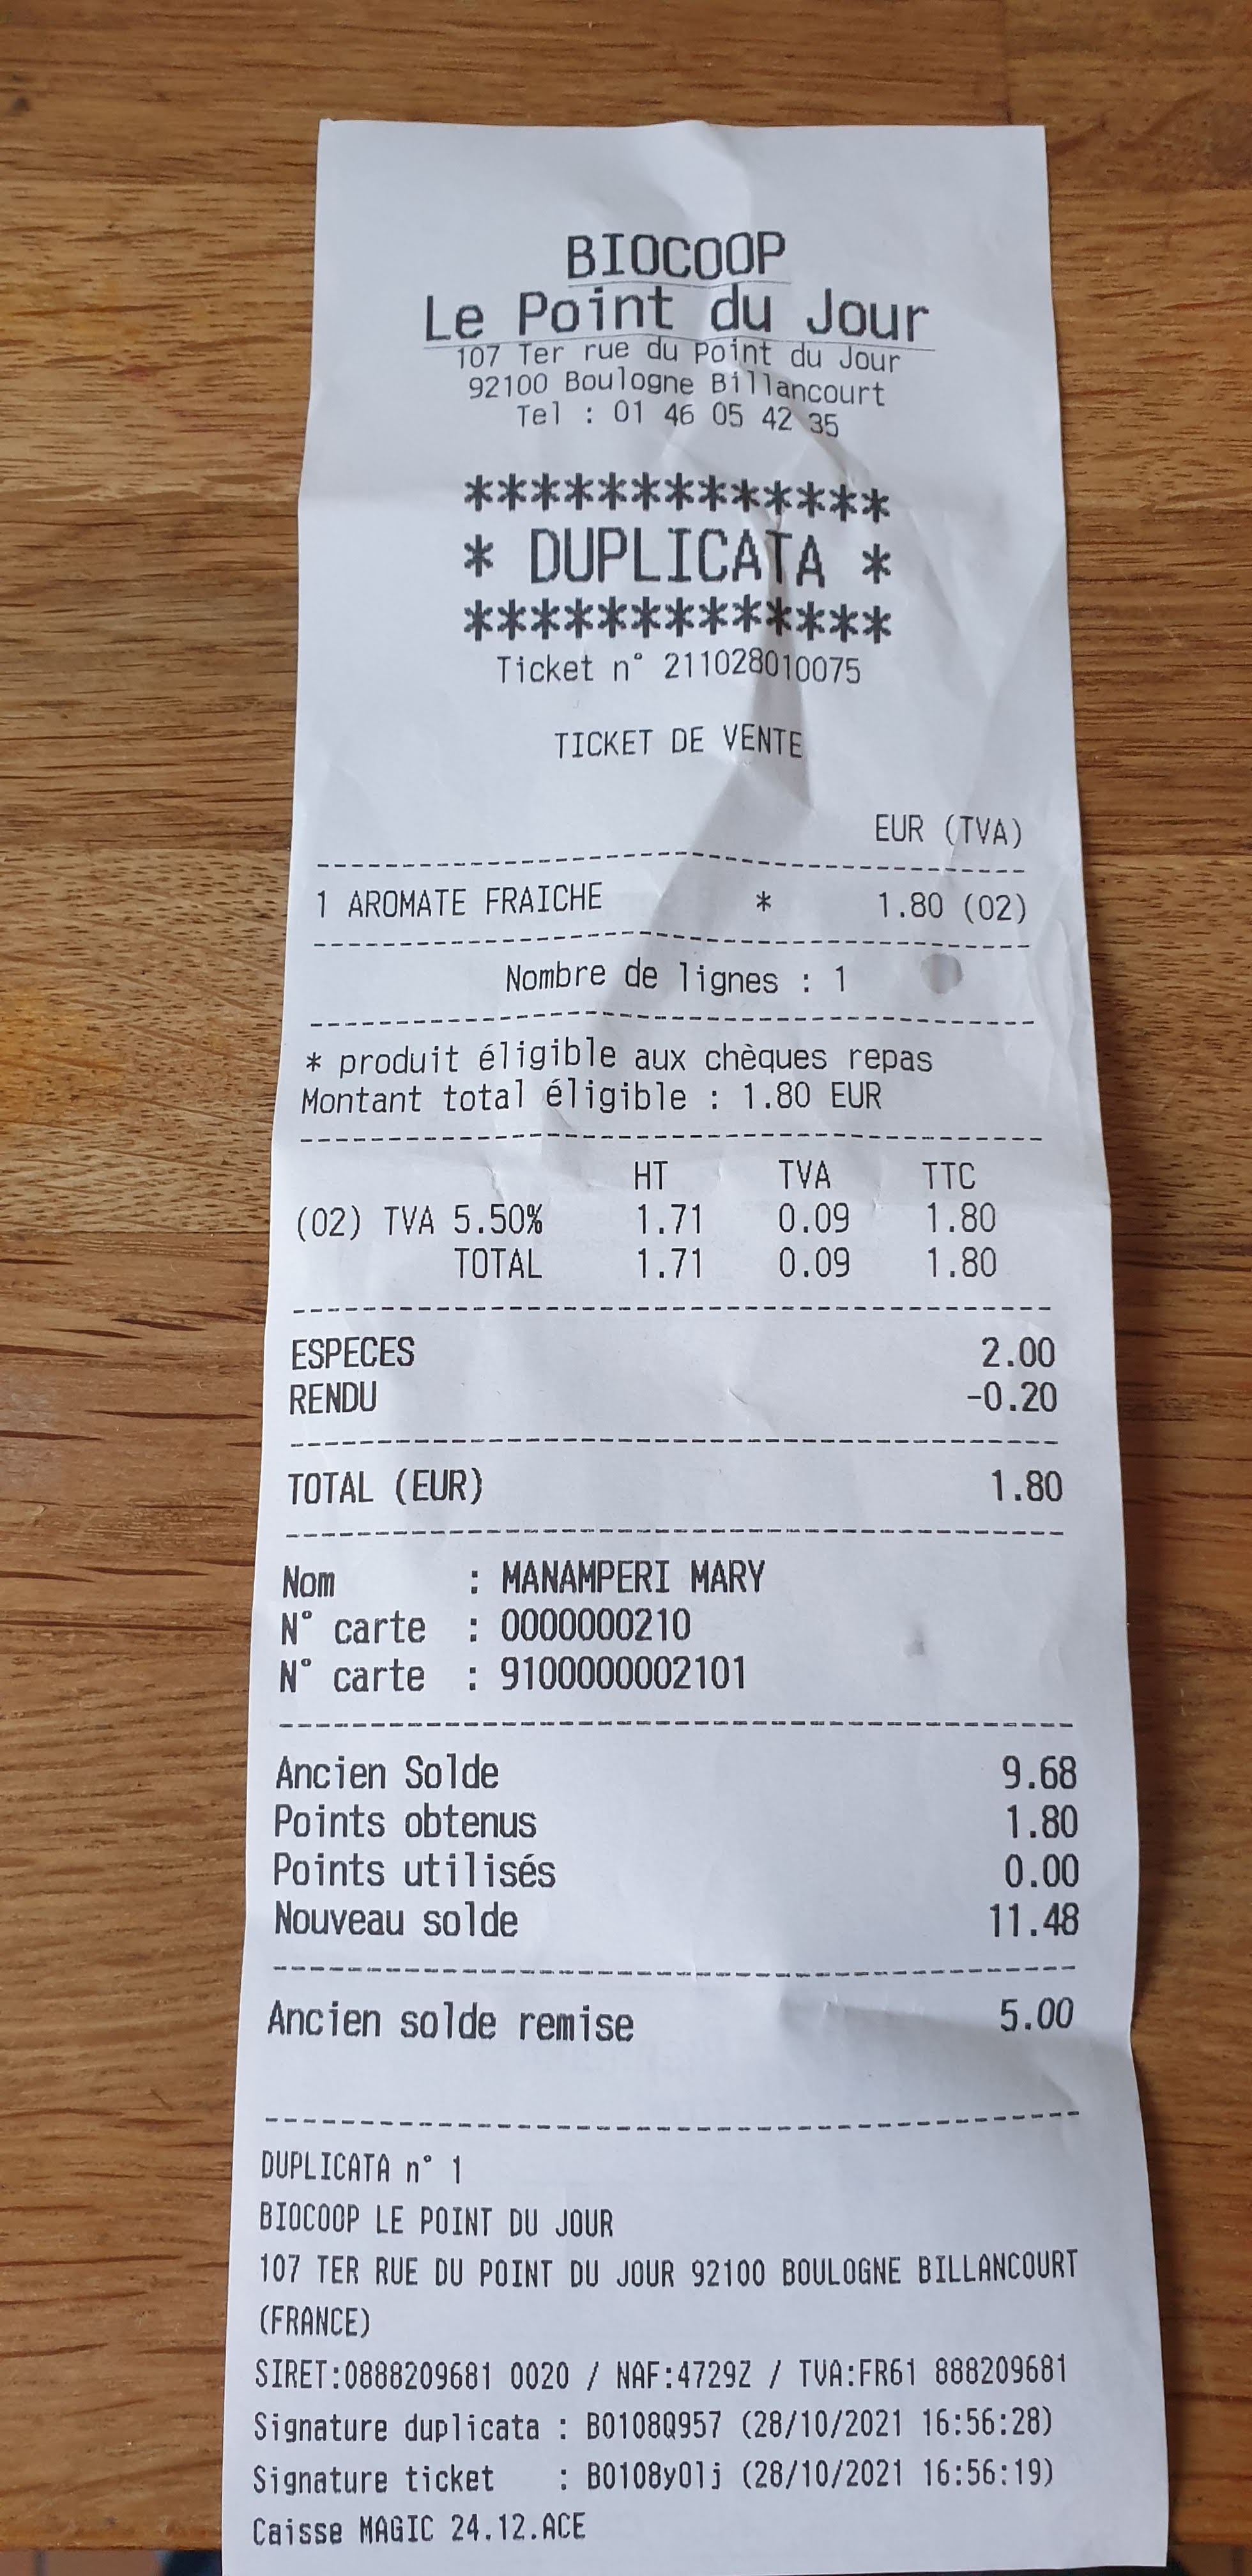 BIOCOOP
Le Point du Jour
107 Ter rue du Point du Jour
92100 Boulogne Billancourt
Tel : 01 46 05 42 35
*************
* DUPLICATA *
*************
Ticket n° 211028010075
TICKET DE VENTE
EUR (TVA)
1 AROMATE FRAICHE * 1.80 (02)
Nombre de lignes : 1
* produit éligible aux chèques repas
Montant total éligible : 1.80 EUR
HT TVA TTC
(02) TVA 5.50% 1.71 0.09 1.80
TOTAL 1.71 0.09 1.80
ESPECES 2.00
RENDU -0.20
TOTAL (EUR) 1.80
Nom : MANAMPERI MARY
N° carte : 0000000210
N° carte : 9100000002101
Ancien Solde 9.68
Points obtenus 1.80
Points utilisés 0.00
Nouveau solde 11.48
Ancien solde remise 5.00
DUPLICATA n° 1
BIOCOOP LE POINT DU JOUR
107 TER RUE DU POINT DU JOUR 92100 BOULOGNE BILLANCOURT
(FRANCE)
SIRET:0888209681 0020 / NAF:4729Z / TVA:FR61 888209681
Signature duplicata : B0108Q957 (28/10/2021 16:56:28)
Signature ticket : B0108y0lj (28/10/2021 16:56:19)
Caisse MAGIC 24.12.ACE